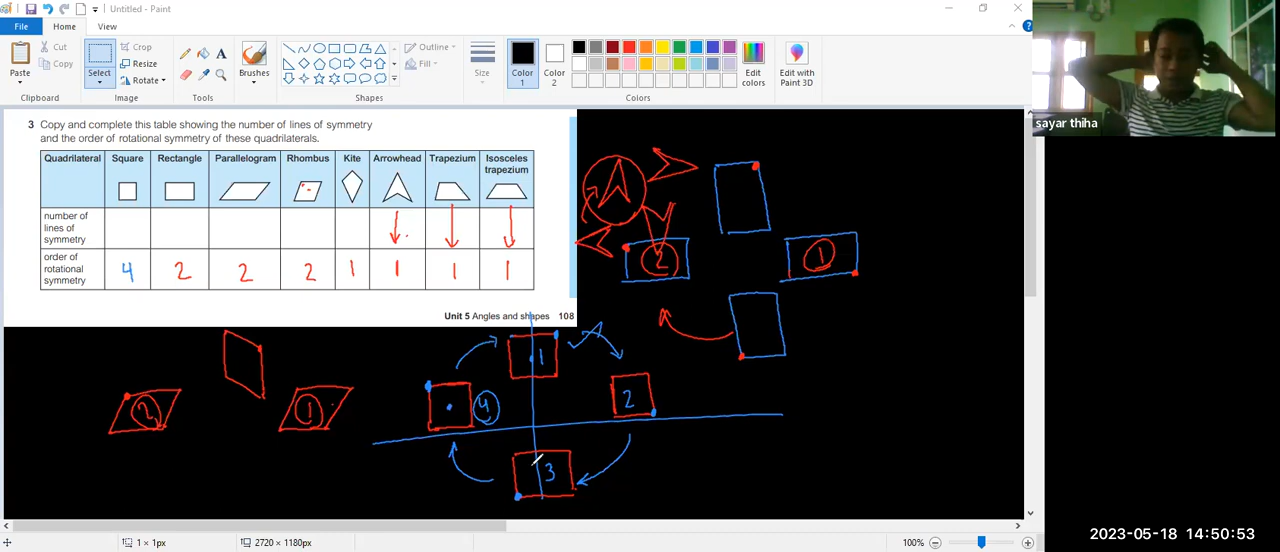 Untitled - Paint
File Home View
Paste
Cut
Copy
Clipboard
Select
Crop
Resize
Rotate
Image
Tools
Brushes
Shapes
Outline
Fill
Size
Color 1
Color 2
Edit colors
Edit with Paint 3D
Colors
sayar thiha
3 Copy and complete this table showing the number of lines of symmetry
and the order of rotational symmetry of these quadrilaterals.
Quadrilateral Square Rectangle Parallelogram Rhombus Kite Arrowhead Trapezium Isosceles trapezium
number of lines of symmetry
order of rotational symmetry 4 2 2 2 1 1 1 1
Unit 5 Angles and shapes 108
2
1
1
2
3
4
2
1
1 × 1px
2720 × 1180px
100%
2023-05-18 14:50:53